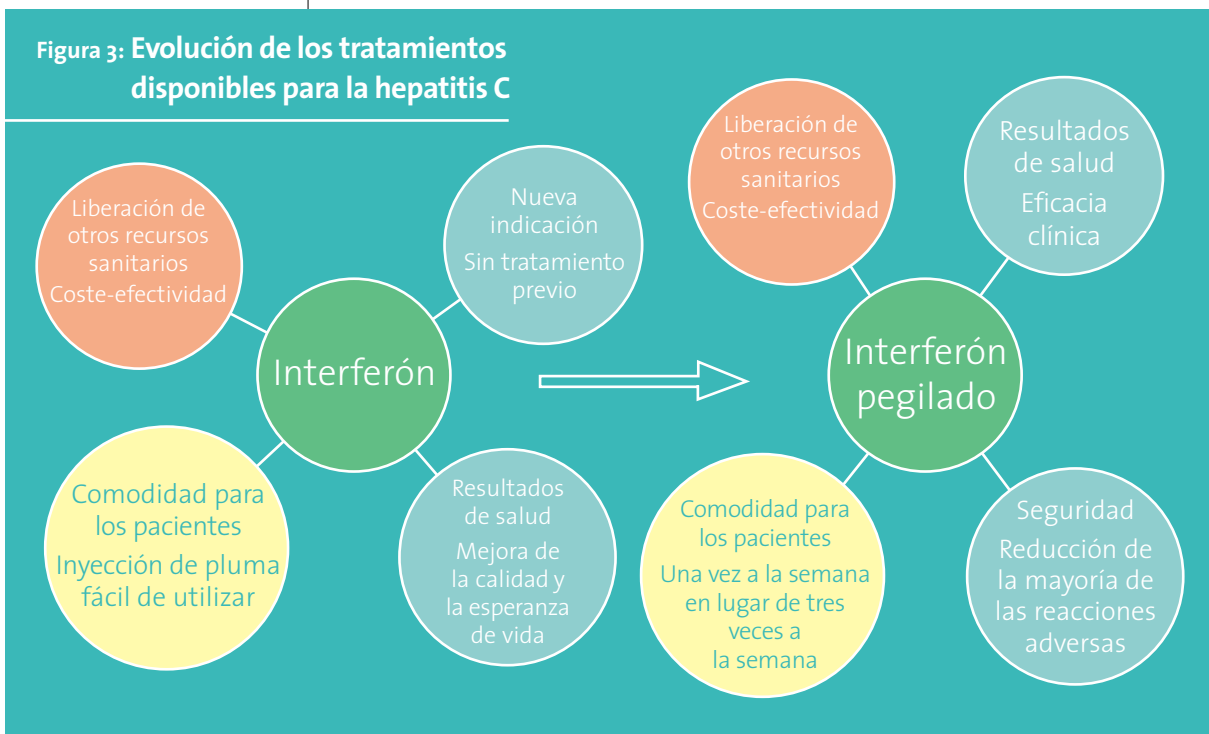 Figura 3: Evolución de los tratamientos
disponibles para la hepatitis C
Liberación de
otros recursos
sanitarios
Coste-efectividad
Nueva
indicación
Sin tratamiento
previo
Interferón
Comodidad para
los pacientes
Inyección de pluma
fácil de utilizar
Resultados
de salud
Mejora de
la calidad y
la esperanza
de vida
Liberación de
otros recursos
sanitarios
Coste-efectividad
Resultados
de salud
Eficacia
clínica
Interferón
pegilado
Comodidad para
los pacientes
Una vez a la semana
en lugar de tres
veces a
la semana
Seguridad
Reducción de
la mayoría de
las reacciones
adversas